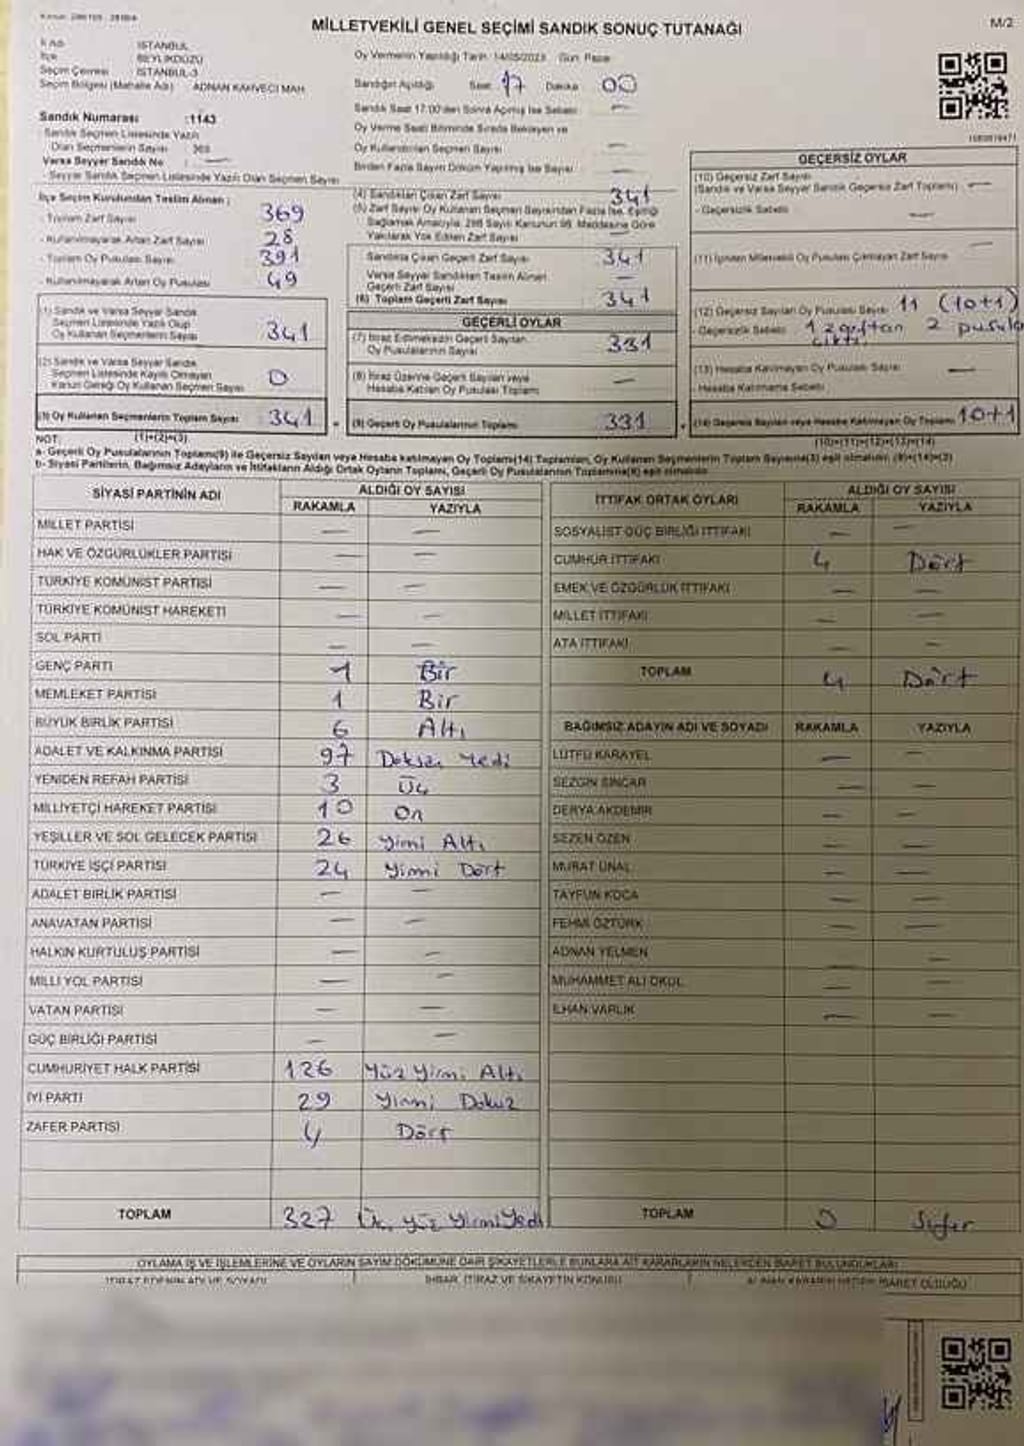 MİLLETVEKİLİ GENEL SEÇİMİ SANDIK SONUÇ TUTANAĞI
M/2
İl Adı İSTANBUL
İlçe BEYLİKDÜZÜ
Seçim Çevresi İSTANBUL-3
Seçim Bölgesi (Mahalle Adı) ADNAN KAHVECİ MAH.
Sandık Numarası :1143
Sandık Seçmen Listesinde Yazılı
Olan Seçmenlerin Sayısı 369
Varsa Seyyar Sandık No : —
- Seyyar Sandık Seçmen Listesinde Yazılı Olan Seçmen Sayısı
Oy Vermenin Yapıldığı Tarih 14/05/2023 Gün Pazar
Sandığın Açıldığı Saat 17 Dakika 00
Sandık Saat 17:00'den Sonra Açılmış İse Sebebi —
Oy Verme Saati Bitiminde Sırada Bekleyen ve
Oy Kullandırılan Seçmen Sayısı —
Birden Fazla Sayım Döküm Yapılmış İse Sayısı —
İlçe Seçim Kurulundan Teslim Alınan ;
- Toplam Zarf Sayısı 369
- Kullanılmayarak Artan Zarf Sayısı 28
- Toplam Oy Pusulası Sayısı 391
- Kullanılmayarak Artan Oy Pusulası 49
(1) Sandık ve Varsa Seyyar Sandık
Seçmen Listesinde Yazılı Olup
Oy Kullanan Seçmenlerin Sayısı 341
(2) Sandık ve Varsa Seyyar Sandık
Seçmen Listesinde Kaydı Olmayan
Kanun Gereği Oy Kullanan Seçmen Sayısı 0
(3) Oy Kullanan Seçmenlerin Toplam Sayısı 341
(1)+(2)=(3)
(4) Sandıktan Çıkan Zarf Sayısı 341
(5) Zarf Sayısı Oy Kullanan Seçmen Sayısından Fazla İse, Eşitliği
Sağlamak Amacıyla, 298 Sayılı Kanunun 98. Maddesine Göre
Yakılarak Yok Edilen Zarf Sayısı —
Sandıkta Çıkan Geçerli Zarf Sayısı 341
Varsa Seyyar Sandıktan Teslim Alınan
Geçerli Zarf Sayısı —
(6) Toplam Geçerli Zarf Sayısı 341
GEÇERLİ OYLAR
(7) İtiraz Edilmeksizin Geçerli Sayılan
Oy Pusulalarının Sayısı 331
(8) İtiraz Üzerine Geçerli Sayılan veya
Hesaba Katılan Oy Pusulaları Toplamı —
(9) Geçerli Oy Pusulalarının Toplamı 331
GEÇERSİZ OYLAR
(10) Geçersiz Zarf Sayısı
(Sandık ve Varsa Seyyar Sandık Geçersiz Zarf Toplamı) —
- Geçersizlik Sebebi —
(11) İçinden Milletvekili Oy Pusulası Çıkmayan Zarf Sayısı —
(12) Geçersiz Sayılan Oy Pusulası Sayısı 11 (10+1)
- Geçersizlik Sebebi 1 zarftan 2 pusula
çıktı.
(13) Hesaba Katılmayan Oy Pusulası Sayısı —
- Hesaba Katılmama Sebebi
(14) Geçersiz Sayılan veya Hesaba Katılmayan Oy Toplamı 10+1
(10)+(11)+(12)+(13)=(14)
NOT:
a- Geçerli Oy Pusulalarının Toplamı(9) ile Geçersiz Sayılan veya Hesaba katılmayan Oy Toplamı(14) Toplamları, Oy Kullanan Seçmenlerin Toplam Sayısına(3) eşit olmalıdır. (9)+(14)=(3)
b- Siyasi Partilerin, Bağımsız Adayların ve İttifakların Aldığı Ortak Oyların Toplamı, Geçerli Oy Pusulalarının Toplamına(9) eşit olmalıdır.
SİYASİ PARTİNİN ADI ALDIĞI OY SAYISI
RAKAMLA YAZIYLA
MİLLET PARTİSİ — —
HAK VE ÖZGÜRLÜKLER PARTİSİ — —
TÜRKİYE KOMÜNİST PARTİSİ — —
TÜRKİYE KOMÜNİST HAREKETİ — —
SOL PARTİ — —
GENÇ PARTİ 1 Bir
MEMLEKET PARTİSİ 1 Bir
BÜYÜK BİRLİK PARTİSİ 6 Altı
ADALET VE KALKINMA PARTİSİ 97 Doksan Yedi
YENİDEN REFAH PARTİSİ 3 Üç
MİLLİYETÇİ HAREKET PARTİSİ 10 On
YEŞİLLER VE SOL GELECEK PARTİSİ 26 Yirmi Altı
TÜRKİYE İŞÇİ PARTİSİ 24 Yirmi Dört
ADALET BİRLİK PARTİSİ — —
ANAVATAN PARTİSİ — —
HALKIN KURTULUŞ PARTİSİ — —
MİLLİ YOL PARTİSİ — —
VATAN PARTİSİ — —
GÜÇ BİRLİĞİ PARTİSİ — —
CUMHURİYET HALK PARTİSİ 126 Yüz Yirmi Altı
İYİ PARTİ 29 Yirmi Dokuz
ZAFER PARTİSİ 4 Dört
TOPLAM 327 Üç Yüz Yirmi Yedi
İTTİFAK ORTAK OYLARI ALDIĞI OY SAYISI
RAKAMLA YAZIYLA
SOSYALİST GÜÇ BİRLİĞİ İTTİFAKI — —
CUMHUR İTTİFAKI 4 Dört
EMEK VE ÖZGÜRLÜK İTTİFAKI — —
MİLLET İTTİFAKI — —
ATA İTTİFAKI — —
TOPLAM 4 Dört
BAĞIMSIZ ADAYIN ADI VE SOYADI RAKAMLA YAZIYLA
LÜTFÜ KARAYEL — —
SEZGİN SİNCAR — —
DERYA AKDEMİR — —
SEZEN ÖZEN — —
MURAT ÜNAL — —
TAYFUN KOCA — —
FEHMİ ÖZTÜRK — —
ADNAN YELMEN — —
MUHAMMET ALİ OKUL — —
İLHAN VARLIK — —
TOPLAM 0 Sıfır
OYLAMA İŞ VE İŞLEMLERİNE VE OYLARIN SAYIM DÖKÜMÜNE DAİR ŞİKAYETLERLE BUNLARA AİT KARARLARIN NELERDEN İBARET BULUNDUKLARI
İTİRAZ EDENİN ADI VE SOYADI İHBAR, İTİRAZ VE ŞİKAYETİN KONUSU ALINAN KARARIN NEDEN İBARET OLDUĞU